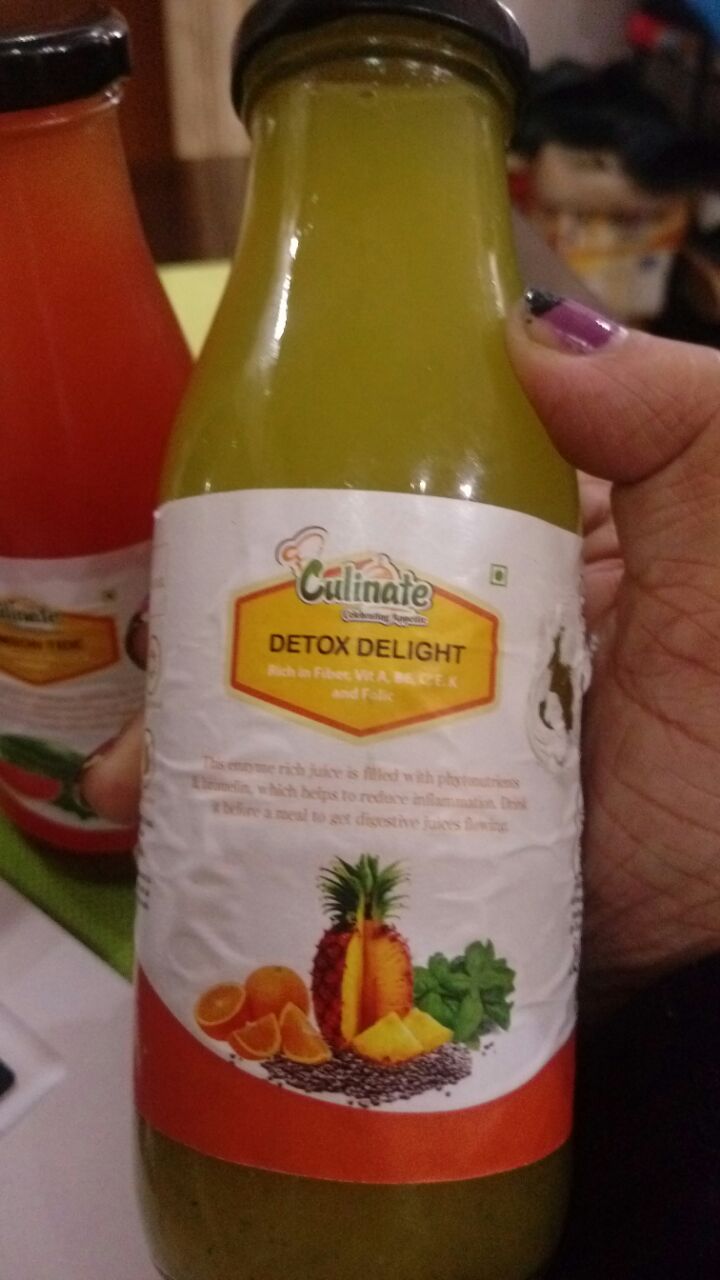 Culinate
Celebrating Appetite
DETOX DELIGHT
Rich in Fiber, Vit A, B6, C, E, K
and Folic
This enzyme rich juice is filled with phytonutrients
& bromelin, which helps to reduce inflammation. Drink
it before a meal to get digestive juices flowing.